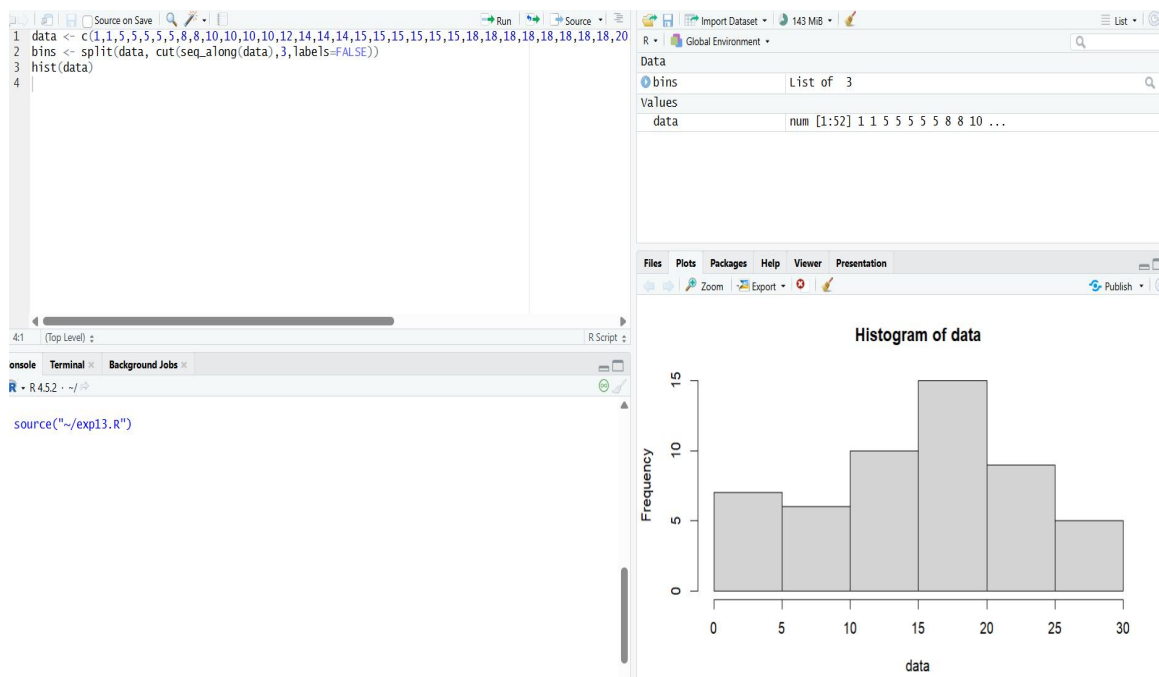 Source on Save
Run
Source
1 data <- c(1,1,5,5,5,5,5,8,8,10,10,10,10,12,14,14,14,15,15,15,15,15,15,18,18,18,18,18,18,18,18,20
2 bins <- split(data, cut(seq_along(data),3,labels=FALSE))
3 hist(data)
4
4:1 (Top Level) R Script
onsole Terminal Background Jobs
R R 4.5.2 · ~/
source("~/exp13.R")
Import Dataset 143 MiB List
R Global Environment
Data
bins List of 3
Values
data num [1:52] 1 1 5 5 5 5 5 8 8 10 ...
Files Plots Packages Help Viewer Presentation
Zoom Export Publish
Histogram of data
Frequency
15
10
5
0
0 5 10 15 20 25 30
data